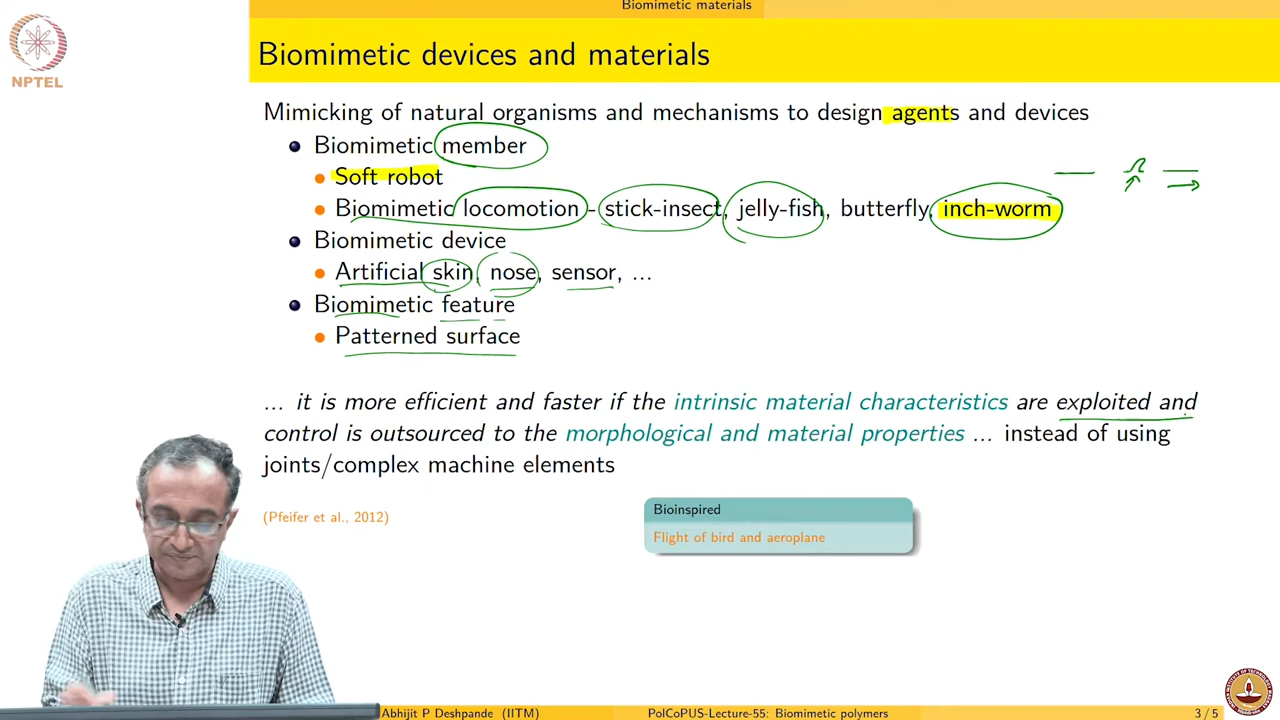 Biomimetic materials
NPTEL
Biomimetic devices and materials
Mimicking of natural organisms and mechanisms to design agents and devices
Biomimetic member
Soft robot
Biomimetic locomotion - stick-insect, jelly-fish, butterfly, inch-worm
Biomimetic device
Artificial skin, nose, sensor, ...
Biomimetic feature
Patterned surface
... it is more efficient and faster if the intrinsic material characteristics are exploited and
control is outsourced to the morphological and material properties ... instead of using
joints/complex machine elements
(Pfeifer et al., 2012)
Bioinspired
Flight of bird and aeroplane
Abhijit P Deshpande (IITM) PolCoPUS-Lecture-55: Biomimetic polymers 3 / 5